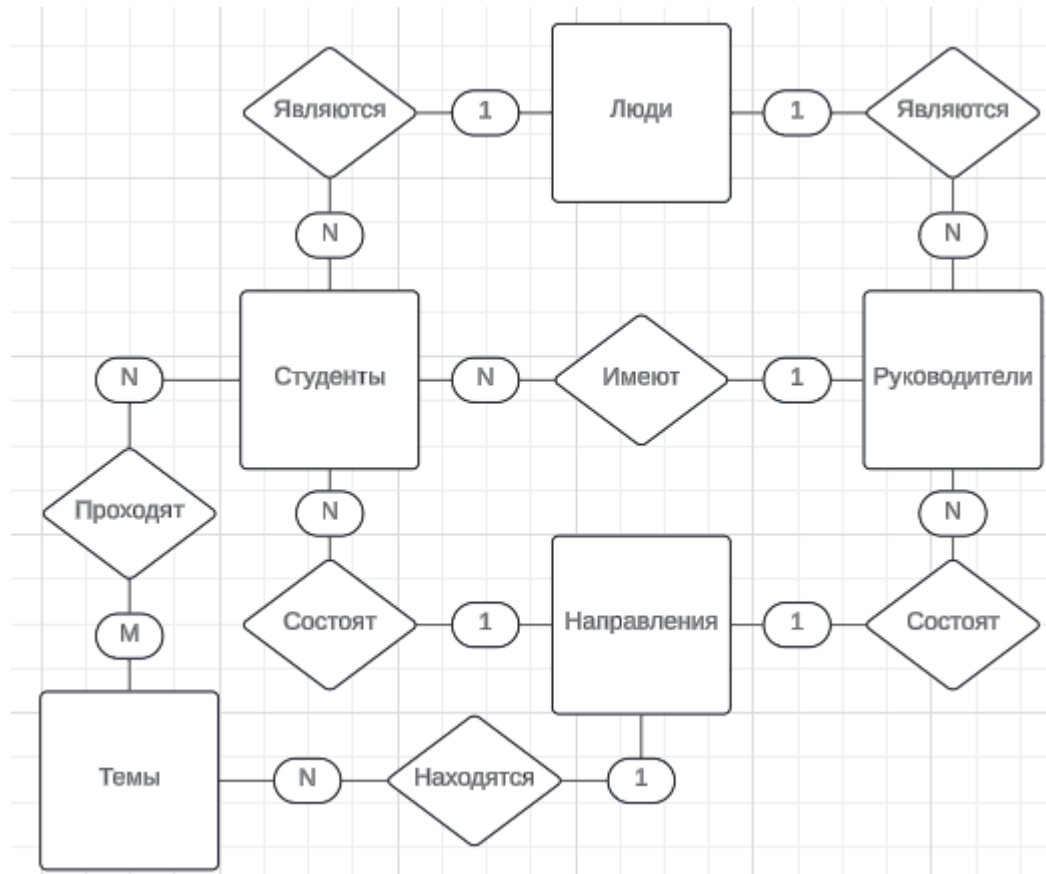 Являются
1
Люди
1
Являются
N
N
Студенты
N
Имеют
1
Руководители
N
Проходят
N
N
Состоят
1
Направления
1
Состоят
M
Темы
N
Находятся
1